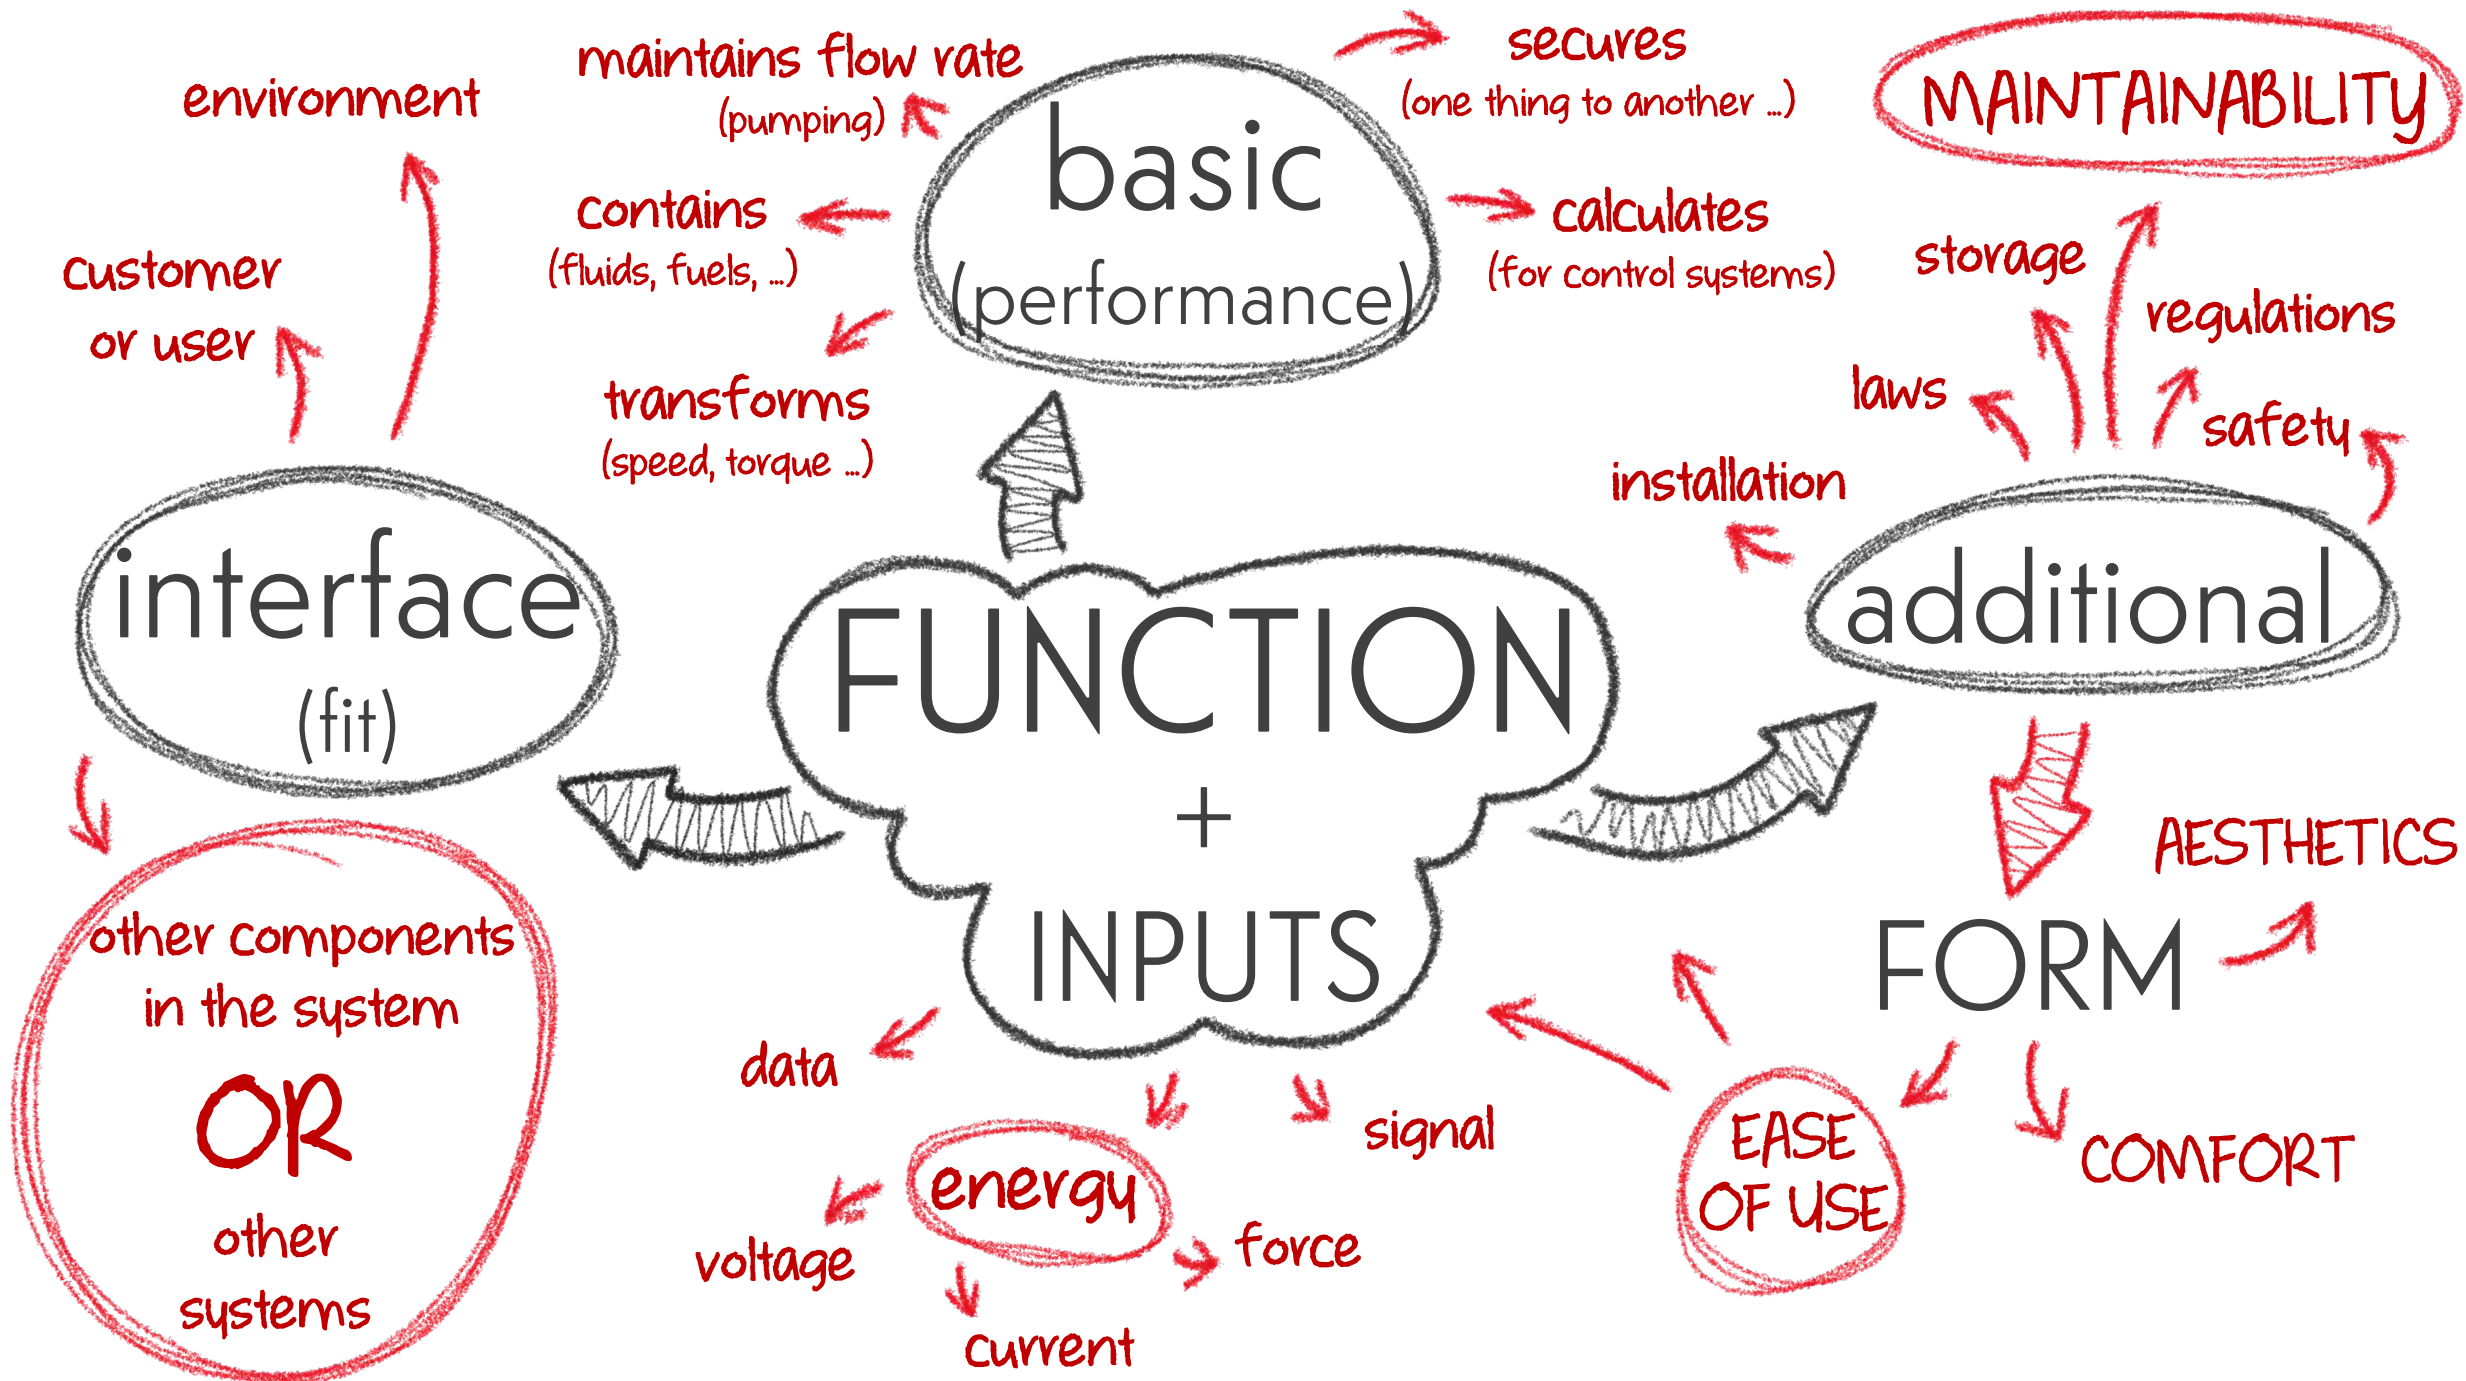 environment
customer
or user
interface
(fit)
other components
in the system
OR
other
systems
maintains flow rate
(pumping)
contains
(fluids, fuels, ...)
transforms
(speed, torque ...)
basic
(performance)
secures
(one thing to another ...)
calculates
(for control systems)
FUNCTION
+
INPUTS
data
energy
signal
voltage
current
force
MAINTAINABILITY
storage
regulations
laws
safety
installation
additional
FORM
AESTHETICS
EASE
OF USE
COMFORT